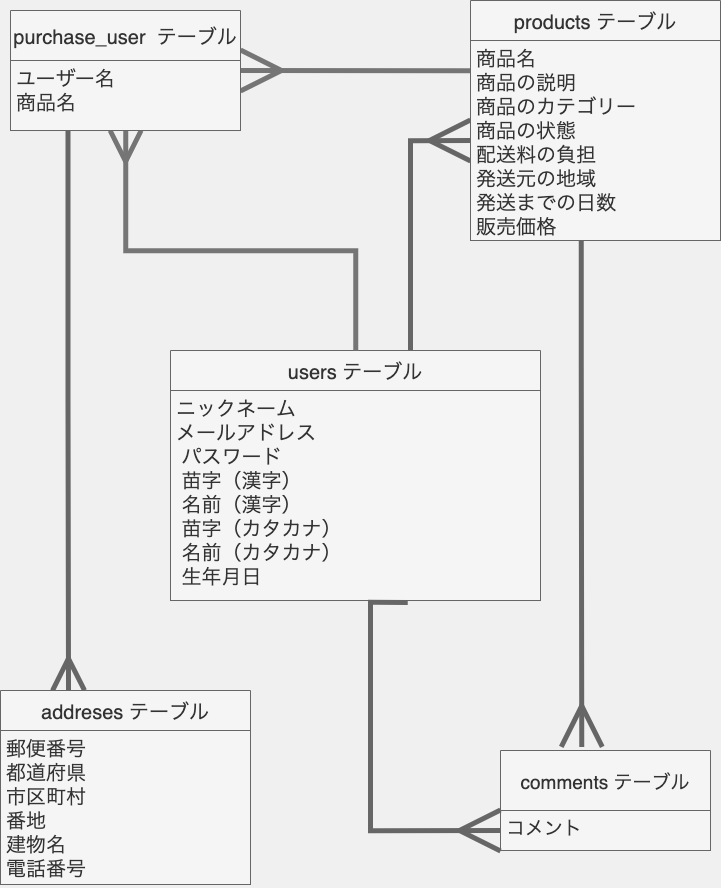 purchase_user テーブル
ユーザー名
商品名
products テーブル
商品名
商品の説明
商品のカテゴリー
商品の状態
配送料の負担
発送元の地域
発送までの日数
販売価格
users テーブル
ニックネーム
メールアドレス
パスワード
苗字（漢字）
名前（漢字）
苗字（カタカナ）
名前（カタカナ）
生年月日
addreses テーブル
郵便番号
都道府県
市区町村
番地
建物名
電話番号
comments テーブル
コメント